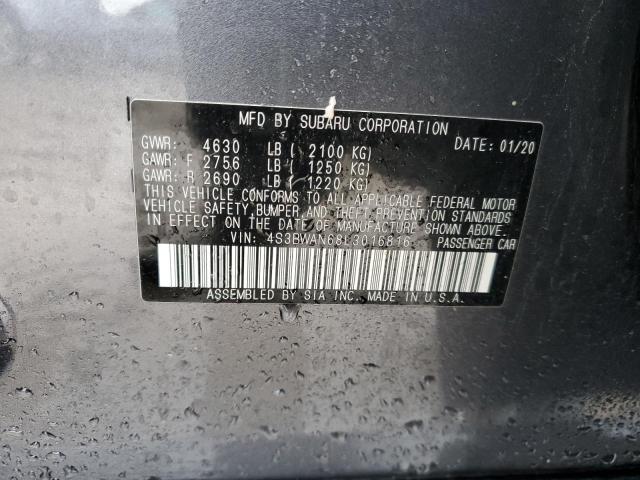 MFD BY SUBARU CORPORATION
GVWR: 4630 LB ( 2100 KG) DATE: 01/20
GAWR: F 2756 LB ( 1250 KG)
GAWR: R 2690 LB ( 1220 KG)
THIS VEHICLE CONFORMS TO ALL APPLICABLE FEDERAL MOTOR
VEHICLE SAFETY, BUMPER, AND THEFT PREVENTION STANDARDS
IN EFFECT ON THE DATE OF MANUFACTURE SHOWN ABOVE.
VIN: 4S3BWAN68L3016816 PASSENGER CAR
ASSEMBLED BY SIA INC. MADE IN U.S.A.